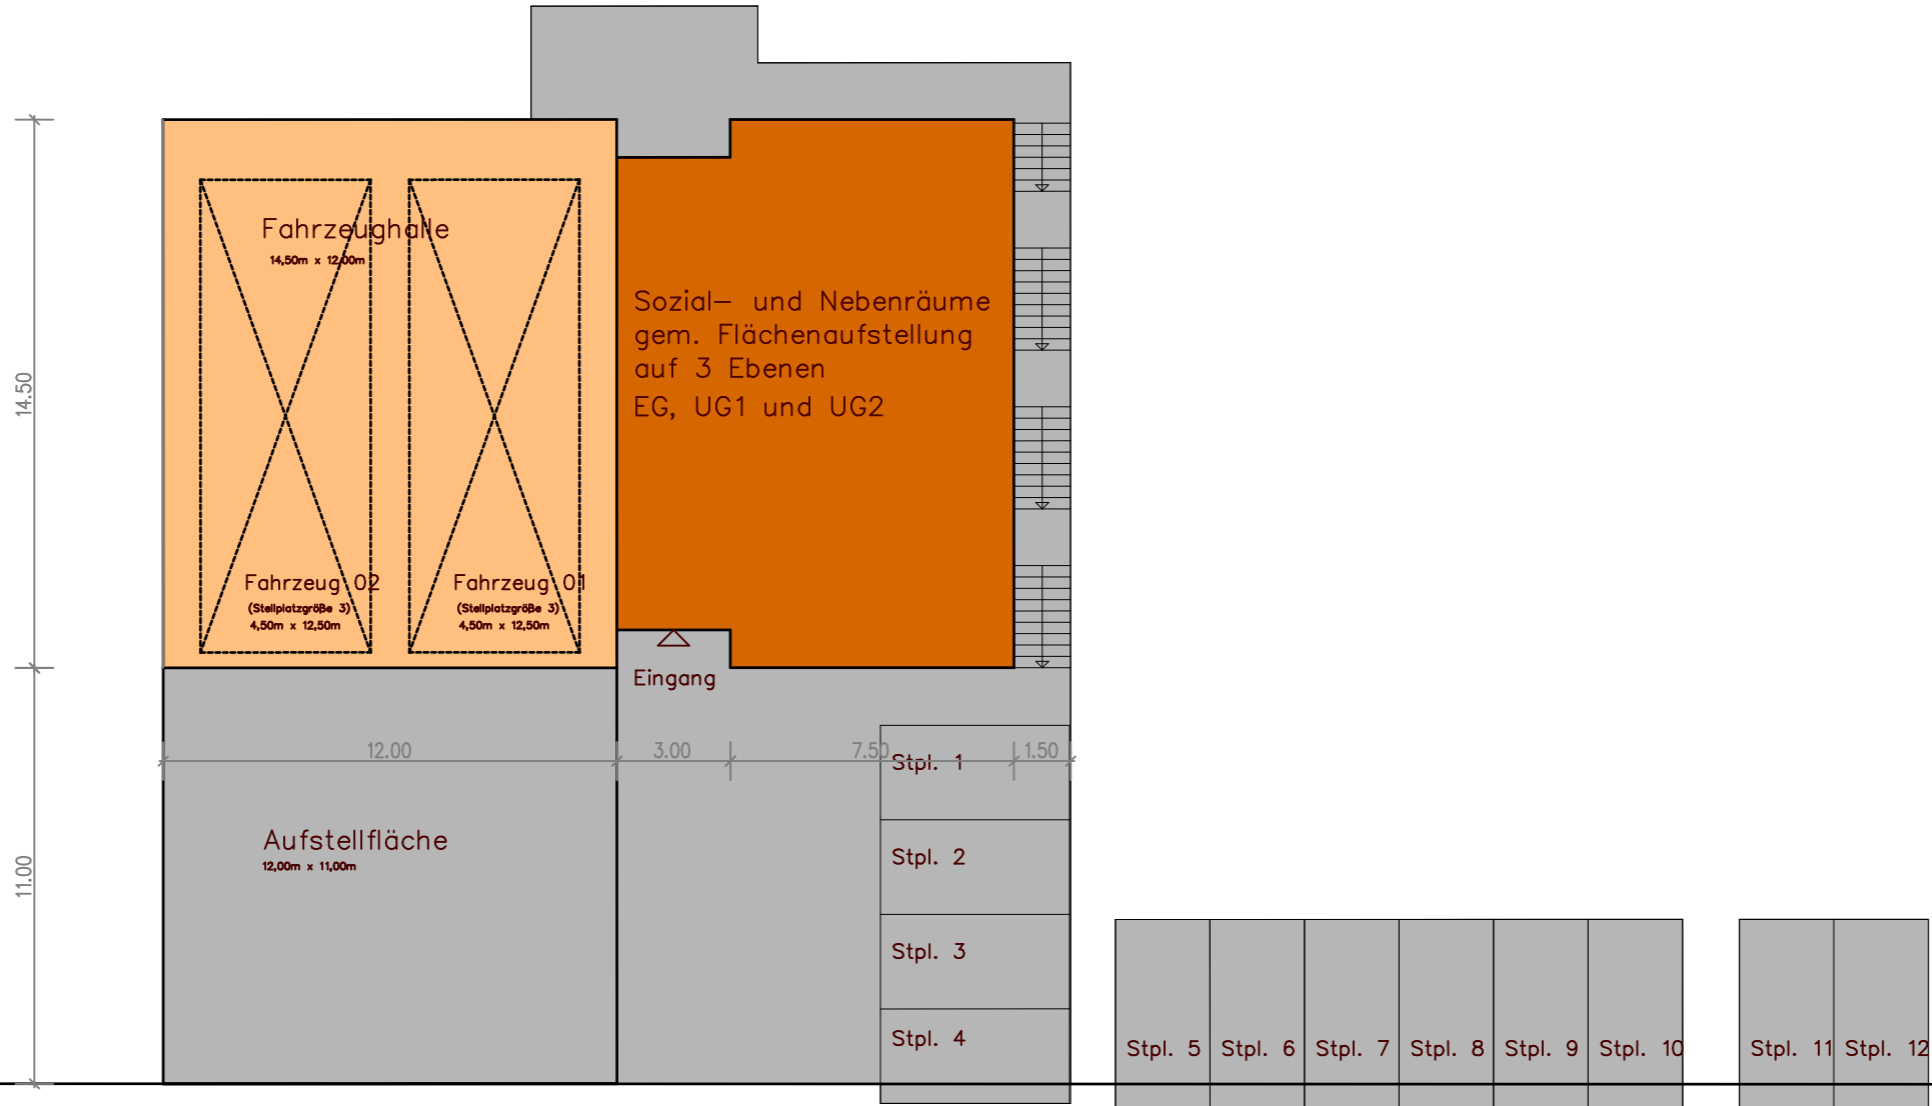 Fahrzeughalle
14,50m x 12,00m
Sozial- und Nebenräume
gem. Flächenaufstellung
auf 3 Ebenen
EG, UG1 und UG2
14.50
Fahrzeug 02
(Stellplatzgröße 3)
4,50m x 12,50m
Fahrzeug 01
(Stellplatzgröße 3)
4,50m x 12,50m
Eingang
12.00
3.00
7.50
1.50
Stpl. 1
Aufstellfläche
12,00m x 11,00m
11.00
Stpl. 2
Stpl. 3
Stpl. 4
Stpl. 5
Stpl. 6
Stpl. 7
Stpl. 8
Stpl. 9
Stpl. 10
Stpl. 11
Stpl. 12